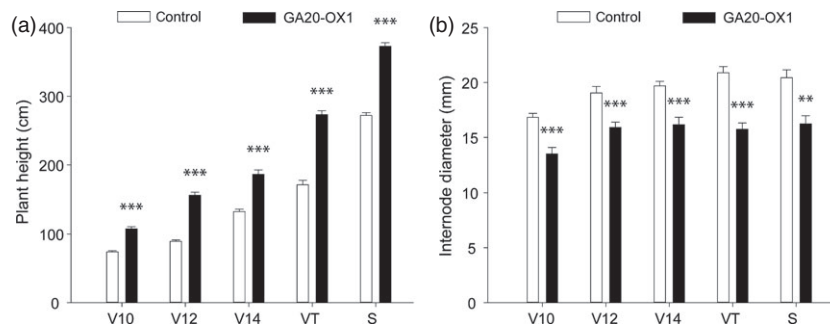 (a)
Control
GA20-OX1
Plant height (cm)
400
300
200
100
0
***
***
***
***
***
V10
V12
V14
VT
S
(b)
Control
GA20-OX1
Internode diameter (mm)
25
20
15
10
5
0
***
***
***
***
**
V10
V12
V14
VT
S